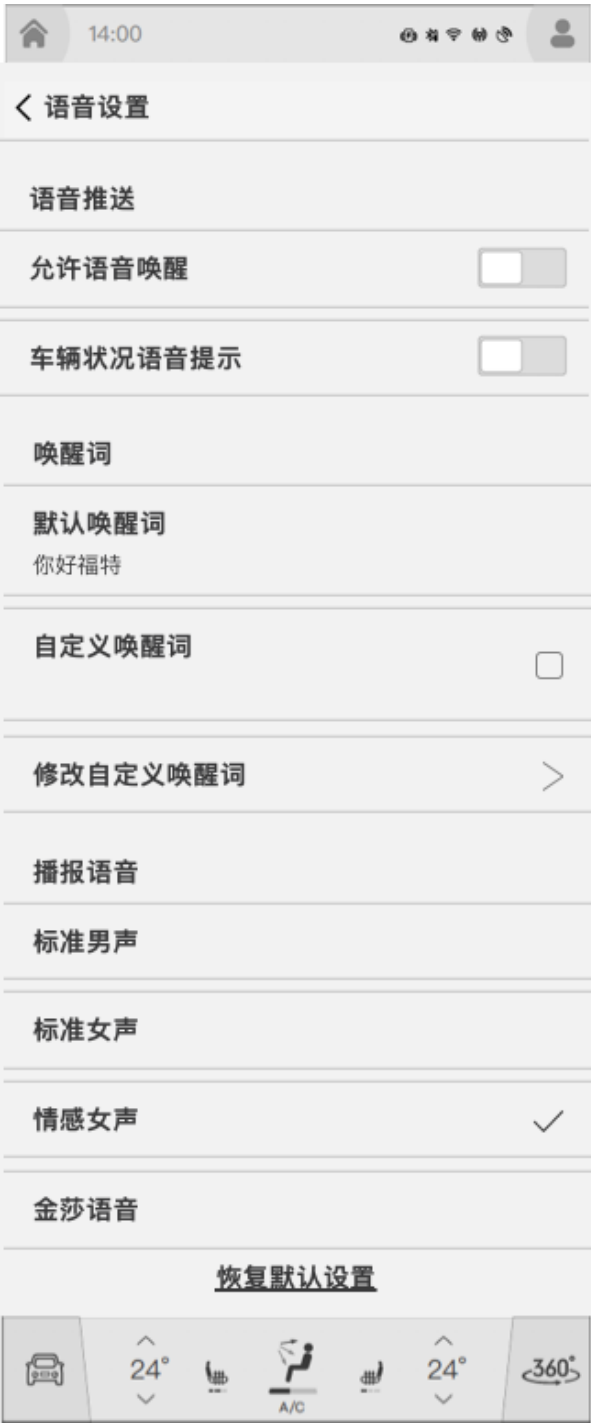 14:00
语音设置
语音推送
允许语音唤醒
车辆状况语音提示
唤醒词
默认唤醒词
你好福特
自定义唤醒词
修改自定义唤醒词
播报语音
标准男声
标准女声
情感女声
金莎语音
恢复默认设置
24° 24° 360°
A/C